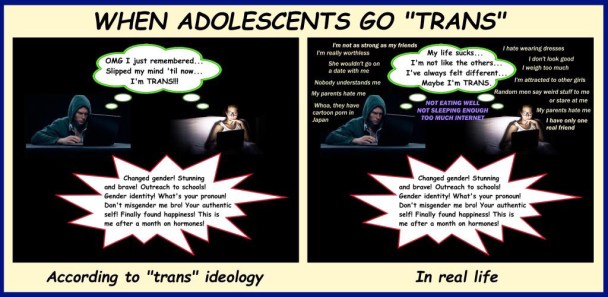 WHEN ADOLESCENTS GO "TRANS"
OMG I just remembered...
Slipped my mind 'til now...
I'm TRANS!!!
Changed gender! Stunning
and brave! Outreach to schools!
Gender identity! What's your pronoun!
Don't misgender me bro! Your authentic
self! Finally found happiness! This is
me after a month on hormones!
According to "trans" ideology
I'm not as strong as my friends
I'm really worthless
She wouldn't go on
a date with me
Nobody understands me
My parents hate me
Whoa, they have
cartoon porn in
Japan
My life sucks...
I'm not like the others...
I've always felt different...
Maybe I'm TRANS.
NOT EATING WELL
NOT SLEEPING ENOUGH
TOO MUCH INTERNET
I hate wearing dresses
I don't look good
I weigh too much
I'm attracted to other girls
Random men say weird stuff to me
or stare at me
My parents hate me
I have only one
real friend
Changed gender! Stunning
and brave! Outreach to schools!
Gender identity! What's your pronoun!
Don't misgender me bro! Your authentic
self! Finally found happiness! This is
me after a month on hormones!
In real life